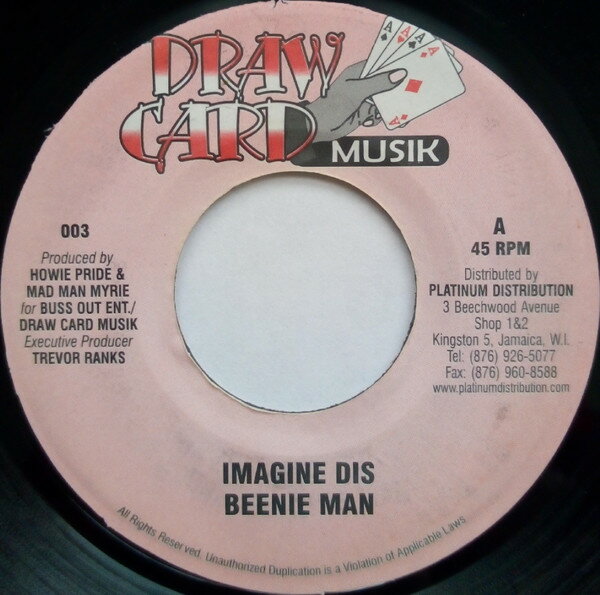 DRAW
CARD
MUSIK
A
A
A
A
A
003
Produced by
HOWIE PRIDE &
MAD MAN MYRIE
for BUSS OUT ENT./
DRAW CARD MUSIK
Executive Producer
TREVOR RANKS
A
45 RPM
Distributed by
PLATINUM DISTRIBUTION
3 Beechwood Avenue
Shop 1&2
Kingston 5, Jamaica, W.I.
Tel: (876) 926-5077
Fax: (876) 960-8588
www.platinumdistribution.com
IMAGINE DIS
BEENIE MAN
All Rights Reserved. Unauthorized Duplication is a Violation of Applicable Laws